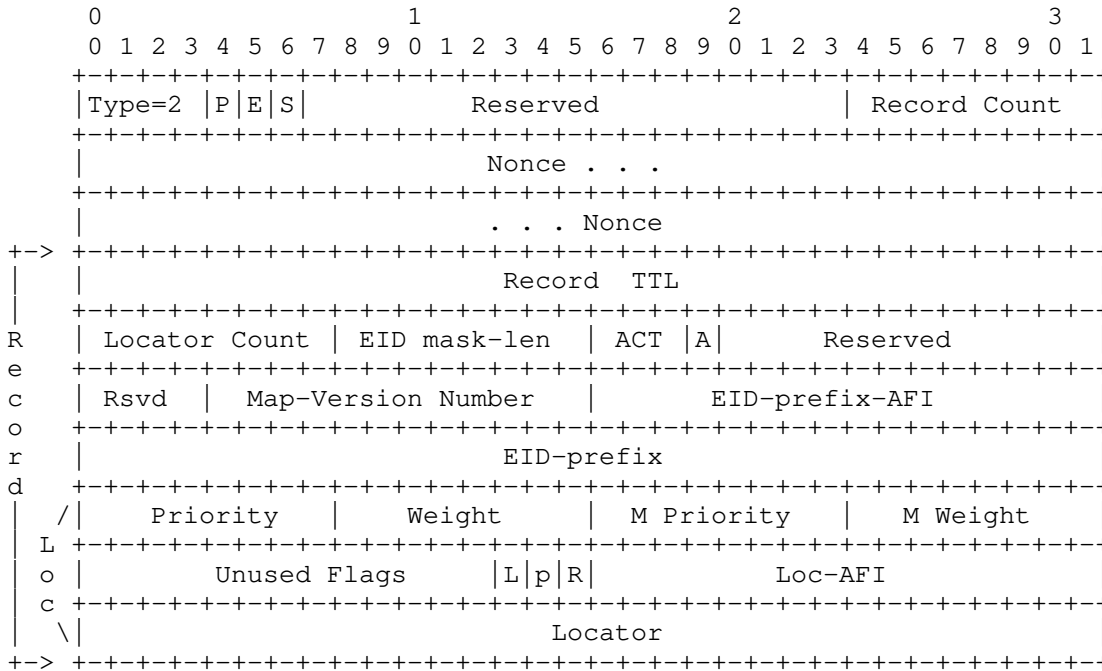 0                   1                   2                   3
        0 1 2 3 4 5 6 7 8 9 0 1 2 3 4 5 6 7 8 9 0 1 2 3 4 5 6 7 8 9 0 1
       +-+-+-+-+-+-+-+-+-+-+-+-+-+-+-+-+-+-+-+-+-+-+-+-+-+-+-+-+-+-+-+--
       |Type=2 |P|E|S|          Reserved               | Record Count
       +-+-+-+-+-+-+-+-+-+-+-+-+-+-+-+-+-+-+-+-+-+-+-+-+-+-+-+-+-+-+-+--
       |                         Nonce . . .
       +-+-+-+-+-+-+-+-+-+-+-+-+-+-+-+-+-+-+-+-+-+-+-+-+-+-+-+-+-+-+-+--
       |                         . . . Nonce
   +-> +-+-+-+-+-+-+-+-+-+-+-+-+-+-+-+-+-+-+-+-+-+-+-+-+-+-+-+-+-+-+-+--
   |   |                          Record  TTL
   |   +-+-+-+-+-+-+-+-+-+-+-+-+-+-+-+-+-+-+-+-+-+-+-+-+-+-+-+-+-+-+-+--
   R   | Locator Count | EID mask-len  | ACT |A|      Reserved
   e   +-+-+-+-+-+-+-+-+-+-+-+-+-+-+-+-+-+-+-+-+-+-+-+-+-+-+-+-+-+-+-+--
   c   | Rsvd  |  Map-Version Number   |       EID-prefix-AFI
   o   +-+-+-+-+-+-+-+-+-+-+-+-+-+-+-+-+-+-+-+-+-+-+-+-+-+-+-+-+-+-+-+--
   r   |                          EID-prefix
   d   +-+-+-+-+-+-+-+-+-+-+-+-+-+-+-+-+-+-+-+-+-+-+-+-+-+-+-+-+-+-+-+--
   |  /|    Priority   |    Weight     |  M Priority   |   M Weight
   | L +-+-+-+-+-+-+-+-+-+-+-+-+-+-+-+-+-+-+-+-+-+-+-+-+-+-+-+-+-+-+-+--
   | o |        Unused Flags     |L|p|R|           Loc-AFI
   | c +-+-+-+-+-+-+-+-+-+-+-+-+-+-+-+-+-+-+-+-+-+-+-+-+-+-+-+-+-+-+-+--
   |  \|                             Locator
   +-> +-+-+-+-+-+-+-+-+-+-+-+-+-+-+-+-+-+-+-+-+-+-+-+-+-+-+-+-+-+-+-+--